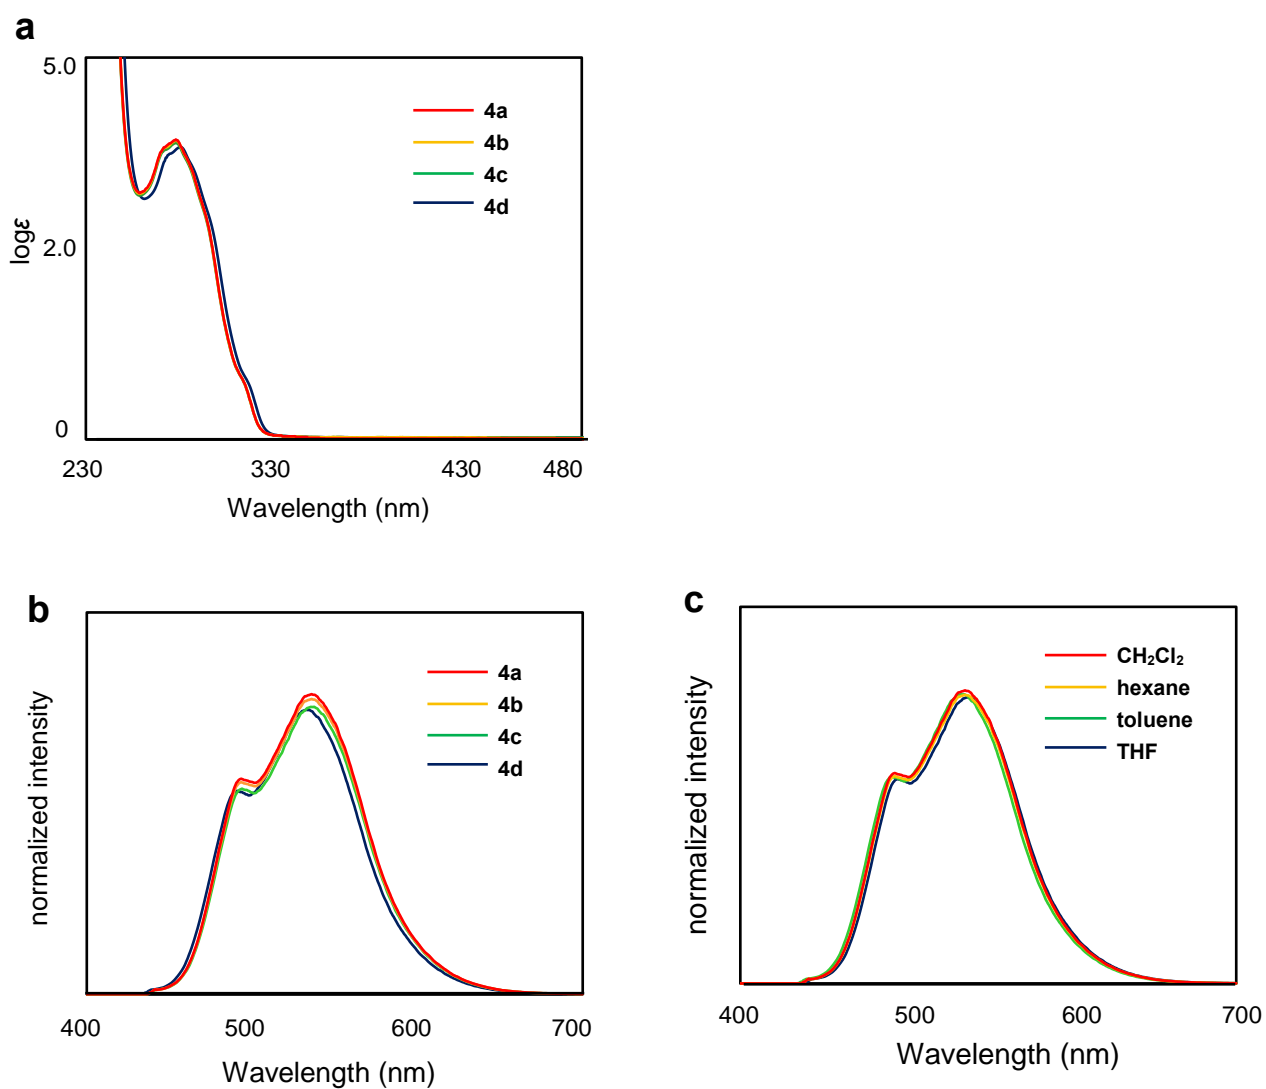 a
5.0
2.0
0
logε
4a
4b
4c
4d
230 330 430 480
Wavelength (nm)
b
normalized intensity
4a
4b
4c
4d
400 500 600 700
Wavelength (nm)
c
normalized intensity
CH₂Cl₂
hexane
toluene
THF
400 500 600 700
Wavelength (nm)